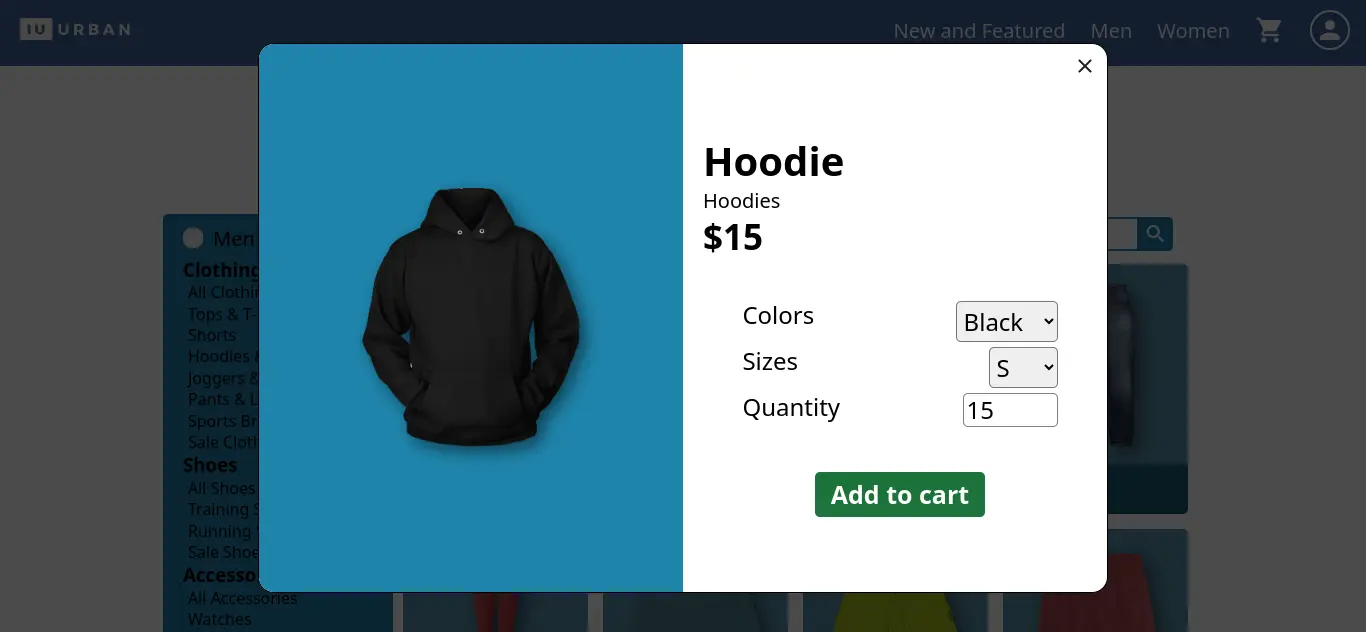 IU URBAN
New and Featured
Men
Women
Hoodie
Hoodies
$15
Colors
Black
Sizes
S
Quantity
15
Add to cart
Men
Clothing
All Clothi
Tops & T-
Shorts
Hoodies
Joggers &
Pants & L
Sports Br
Sale Cloth
Shoes
All Shoes
Training S
Running
Sale Shoe
Accesso
All Accessories
Watches